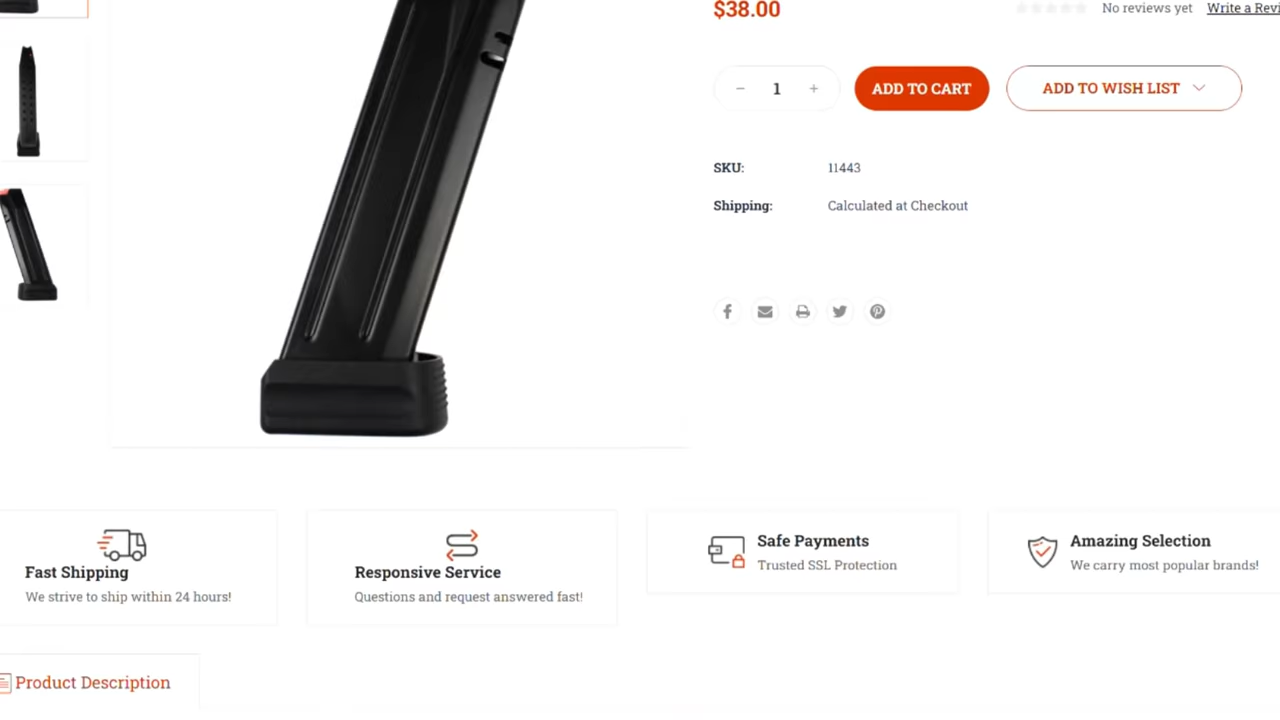 $38.00
No reviews yet Write a Revi
− 1 +
ADD TO CART
ADD TO WISH LIST
SKU: 11443
Shipping: Calculated at Checkout
Fast Shipping
We strive to ship within 24 hours!
Responsive Service
Questions and request answered fast!
Safe Payments
Trusted SSL Protection
Amazing Selection
We carry most popular brands!
Product Description